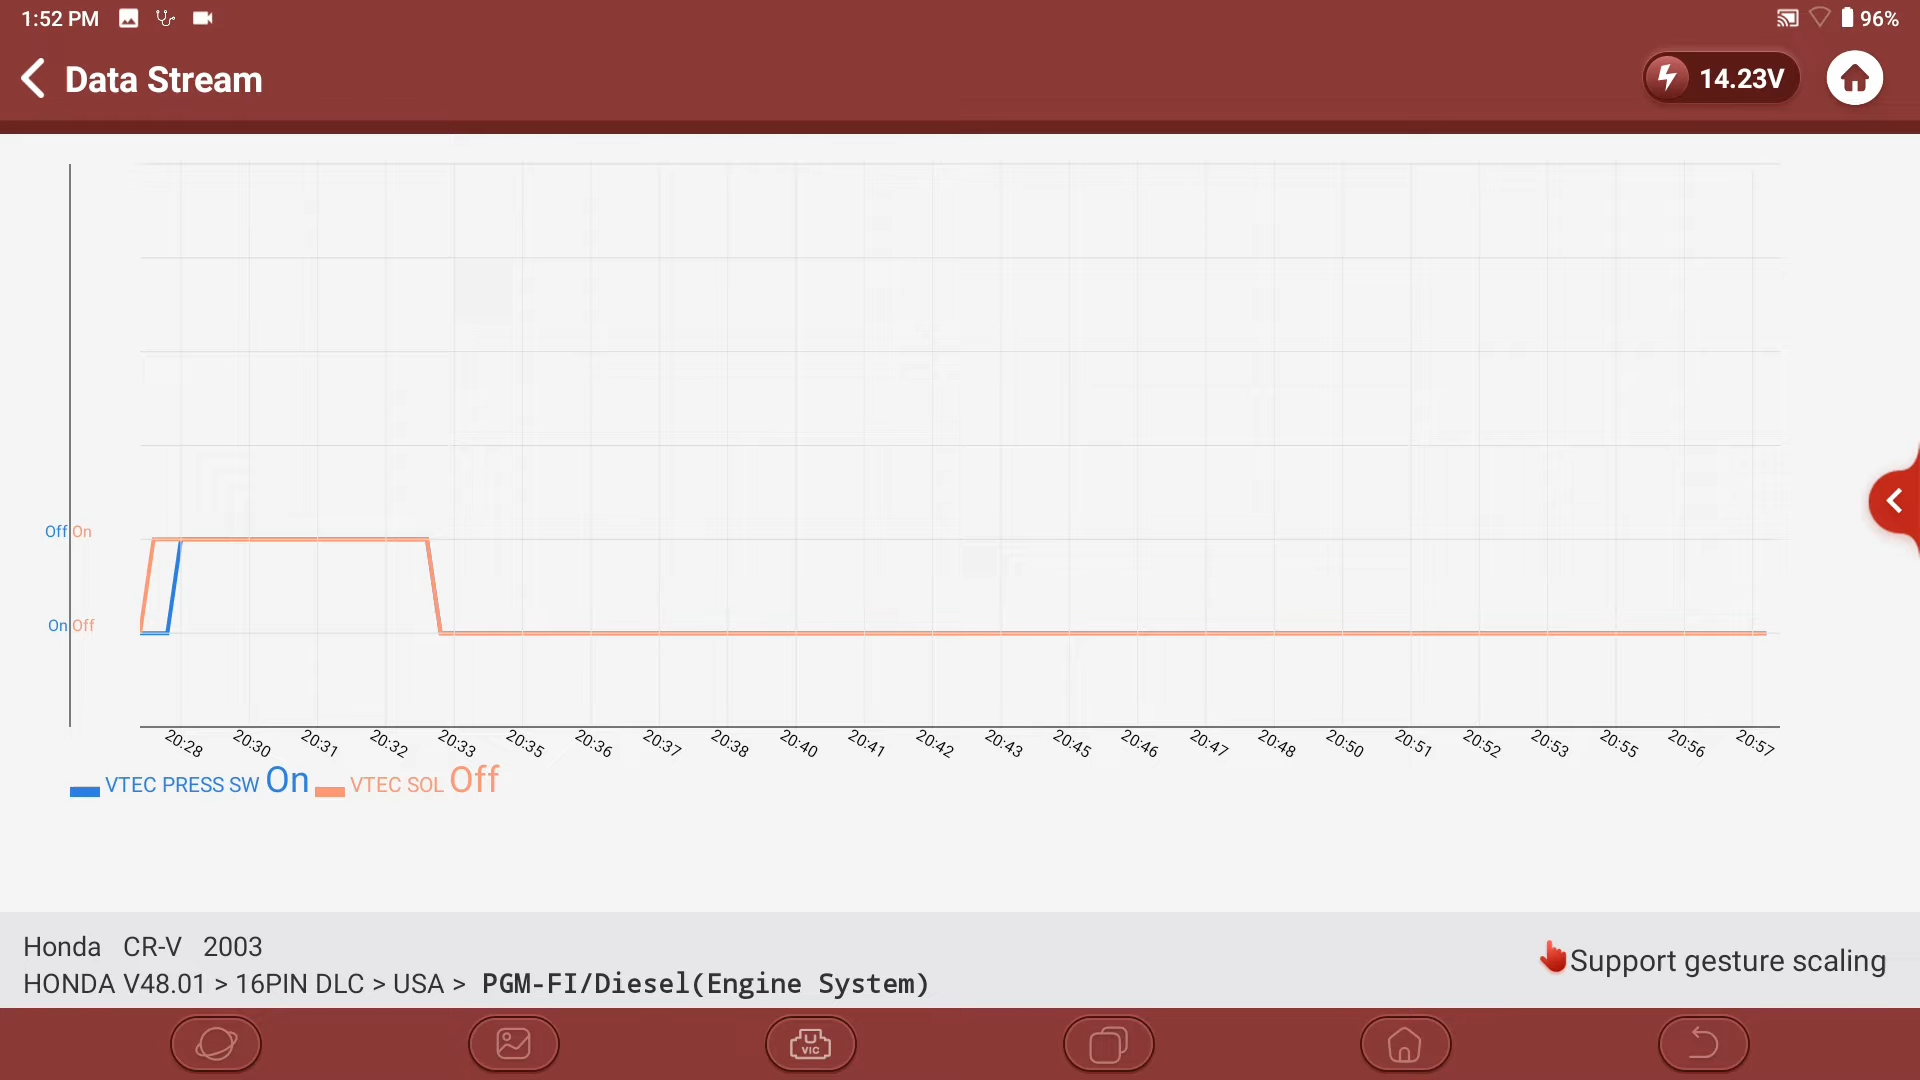 1:52 PM 96%
Data Stream 14.23V
Off On
On Off
20:28 20:30 20:31 20:32 20:33 20:35 20:36 20:37 20:38 20:40 20:41 20:42 20:43 20:45 20:46 20:47 20:48 20:50 20:51 20:52 20:53 20:55 20:56 20:57
VTEC PRESS SW On VTEC SOL Off
Honda CR-V 2003
HONDA V48.01 > 16PIN DLC > USA > PGM-FI/Diesel(Engine System)
Support gesture scaling
VIC